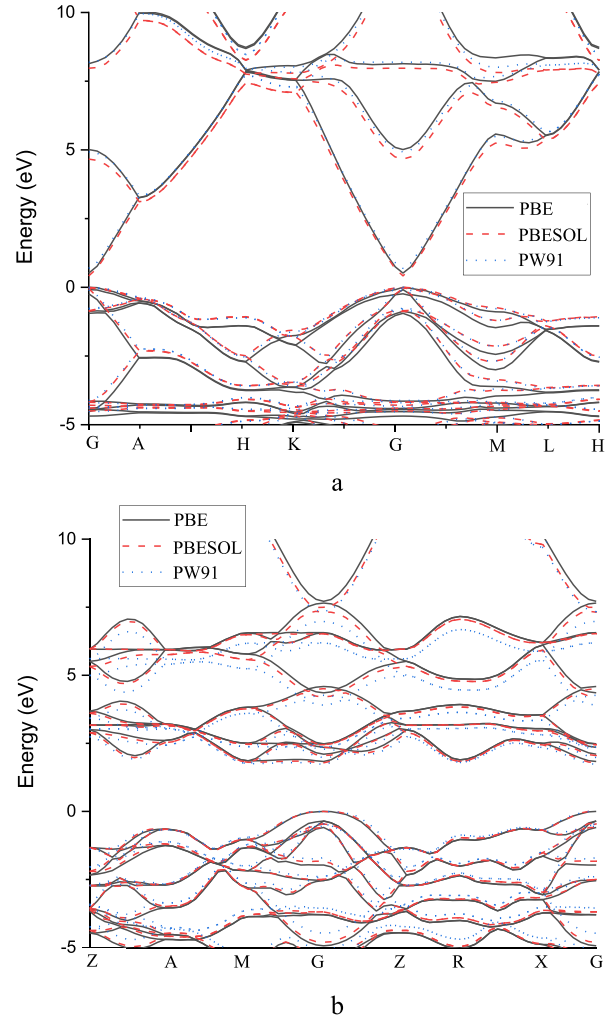 10
5
0
-5
Energy (eV)
PBE
PBESOL
PW91
G A H K G M L H
a
PBE
PBESOL
PW91
10
5
0
-5
Energy (eV)
Z A M G Z R X G
b